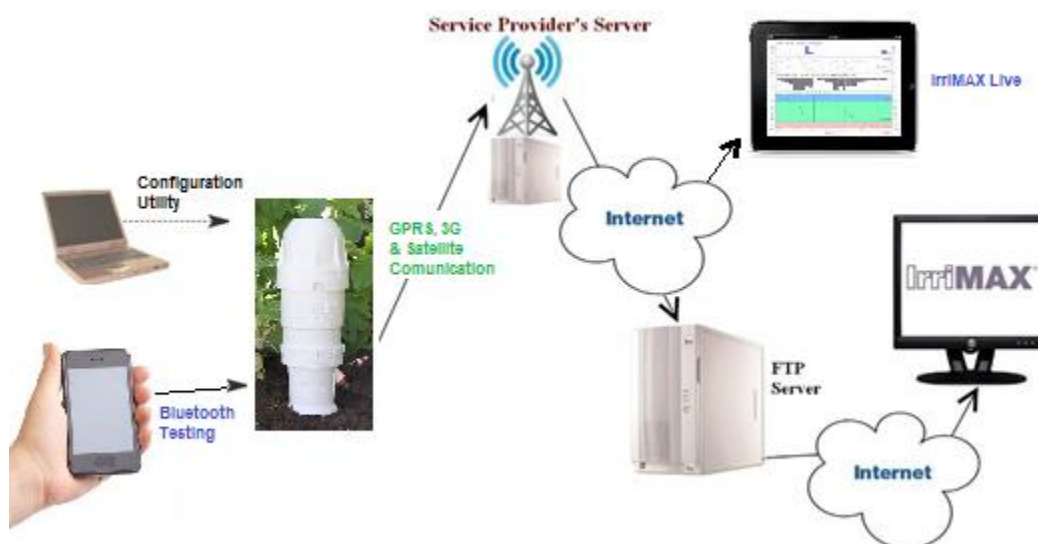 Service Provider's Server
IrriMAX Live
Configuration
Utility
GPRS, 3G
& Satellite
Comunication
Internet
IrriMAX
Bluetooth
Testing
FTP
Server
Internet